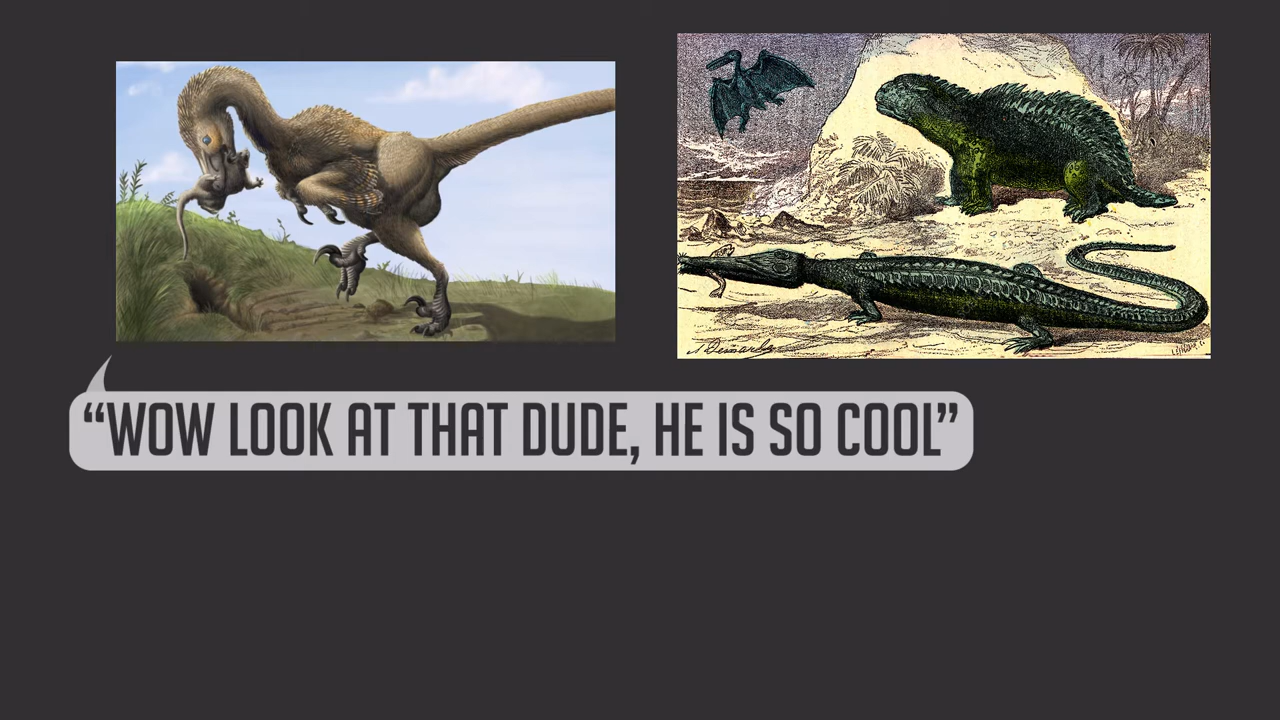 “WOW LOOK AT THAT DUDE, HE IS SO COOL”